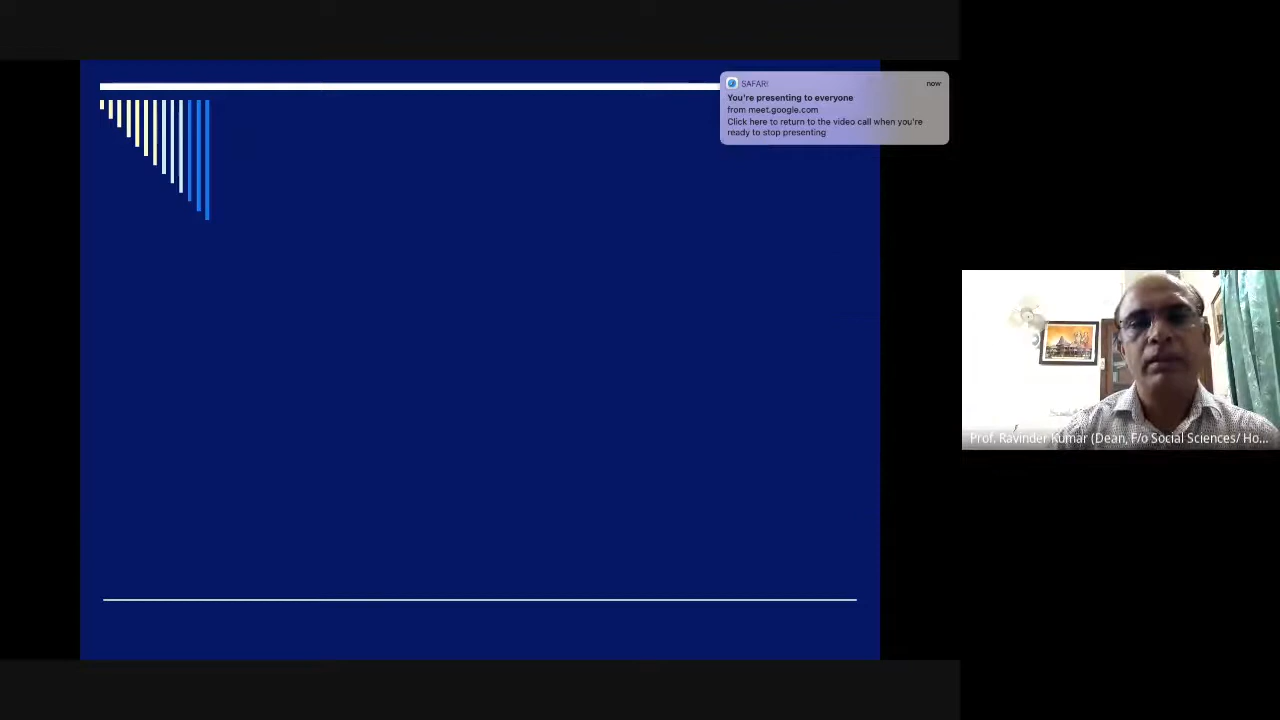 SAFARI
now
You're presenting to everyone
from meet.google.com
Click here to return to the video call when you're
ready to stop presenting
Prof. Ravinder Kumar (Dean, F/o Social Sciences/ Ho...